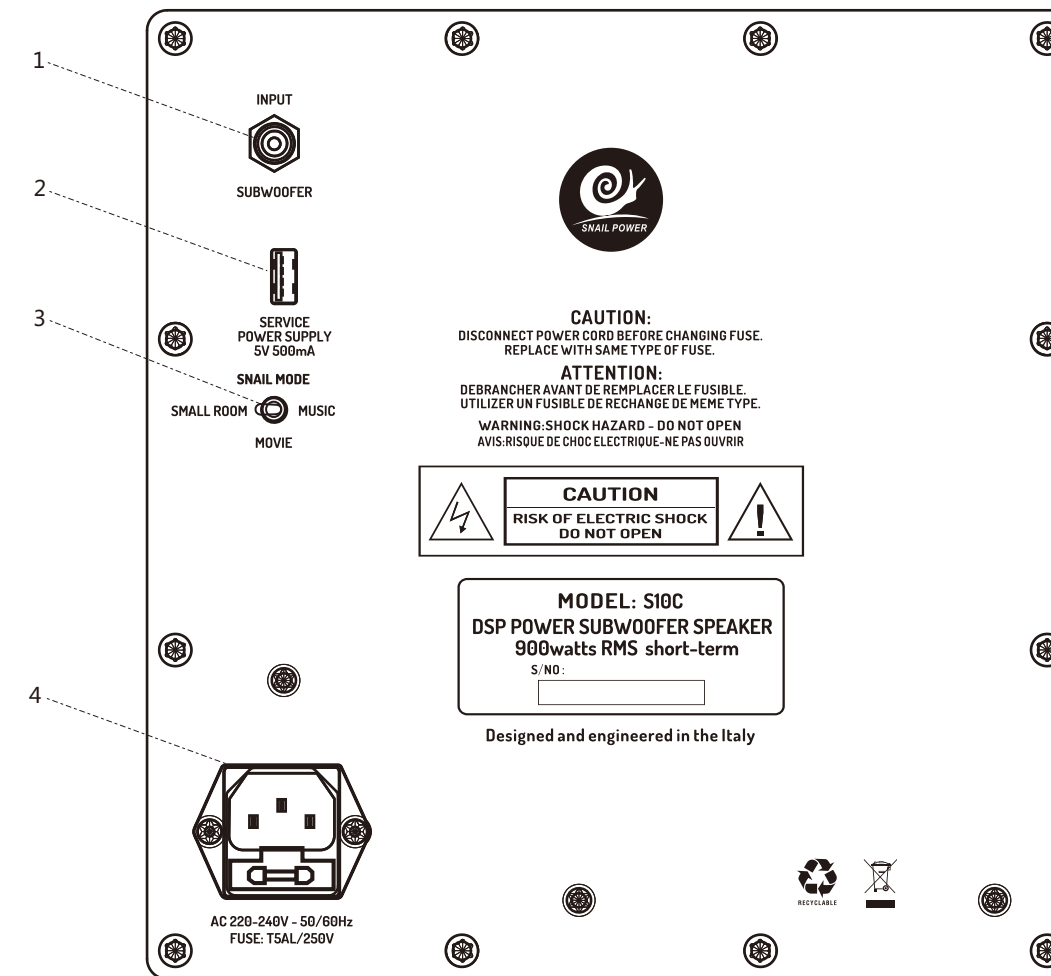 1
INPUT
SUBWOOFER
2
SERVICE
POWER SUPPLY
5V 500mA
3
SNAIL MODE
SMALL ROOM MUSIC
MOVIE
4
AC 220-240V - 50/60Hz
FUSE: T5AL/250V
SNAIL POWER
CAUTION:
DISCONNECT POWER CORD BEFORE CHANGING FUSE.
REPLACE WITH SAME TYPE OF FUSE.
ATTENTION:
DEBRANCHER AVANT DE REMPLACER LE FUSIBLE.
UTILIZER UN FUSIBLE DE RECHANGE DE MEME TYPE.
WARNING:SHOCK HAZARD - DO NOT OPEN
AVIS:RISQUE DE CHOC ELECTRIQUE-NE PAS OUVRIR
CAUTION
RISK OF ELECTRIC SHOCK
DO NOT OPEN
MODEL: S10C
DSP POWER SUBWOOFER SPEAKER
900watts RMS short-term
S/NO:
Designed and engineered in the Italy
RECYCLABLE